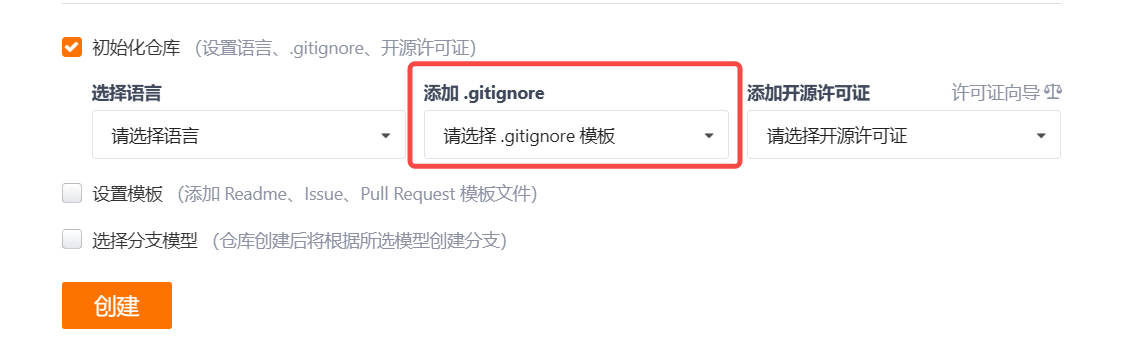 初始化仓库 (设置语言、.gitignore、开源许可证)
选择语言 添加 .gitignore 添加开源许可证 许可证向导
请选择语言 请选择 .gitignore 模板 请选择开源许可证
设置模板 (添加 Readme、Issue、Pull Request 模板文件)
选择分支模型 (仓库创建后将根据所选模型创建分支)
创建